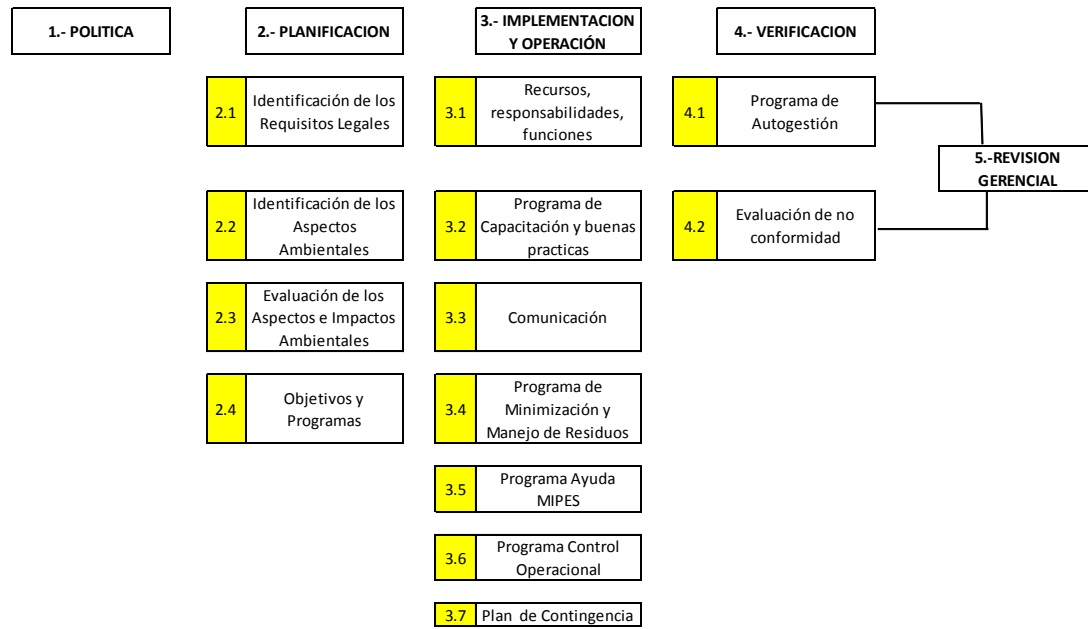 1.- POLITICA
2.- PLANIFICACION
3.- IMPLEMENTACION
Y OPERACIÓN
4.- VERIFICACION
2.1
Identificación de los
Requisitos Legales
2.2
Identificación de los
Aspectos
Ambientales
2.3
Evaluación de los
Aspectos e Impactos
Ambientales
2.4
Objetivos y
Programas
3.1
Recursos,
responsabilidades,
funciones
3.2
Programa de
Capacitación y buenas
practicas
3.3
Comunicación
3.4
Programa de
Minimización y
Manejo de Residuos
3.5
Programa Ayuda
MIPES
3.6
Programa Control
Operacional
3.7
Plan de Contingencia
4.1
Programa de
Autogestión
4.2
Evaluación de no
conformidad
5.-REVISION
GERENCIAL